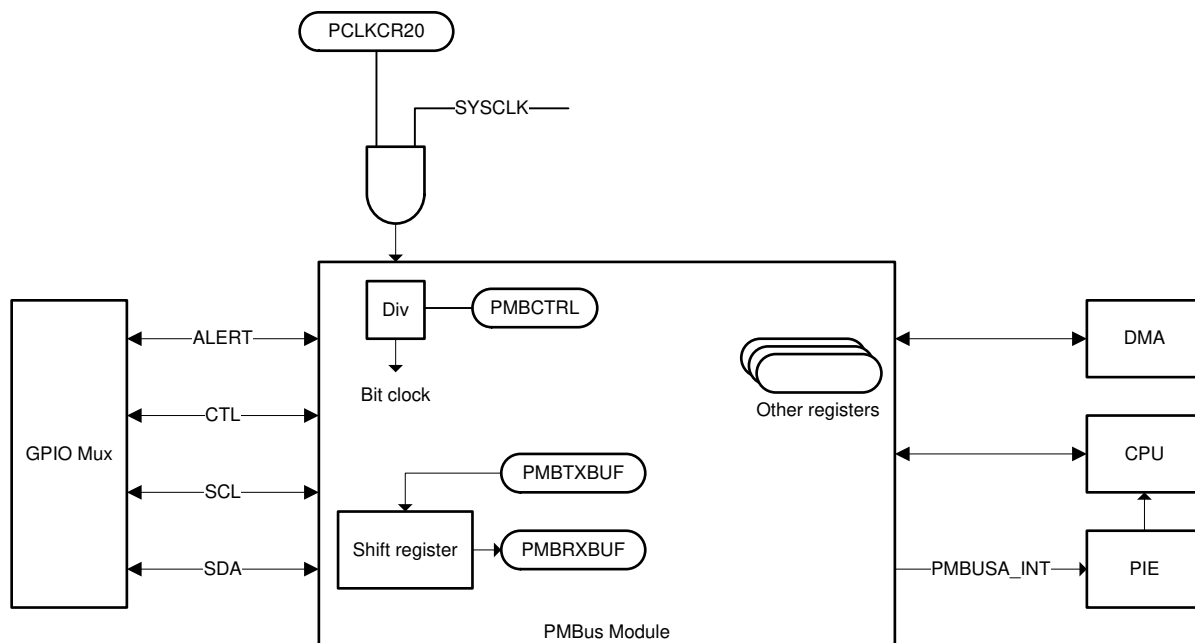 PCLKCR20
SYSCLK
Div
PMBCTRL
Bit clock
ALERT
CTL
GPIO Mux
SCL
SDA
Other registers
DMA
CPU
PMBTXBUF
Shift register
PMBRXBUF
PMBUSA_INT
PIE
PMBus Module